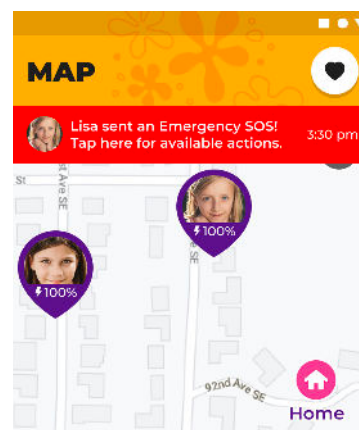 MAP
Lisa sent an Emergency SOS!
Tap here for available actions.
3:30 pm
St
Ave SE
Ave SE
100%
100%
92nd Ave SE
Home